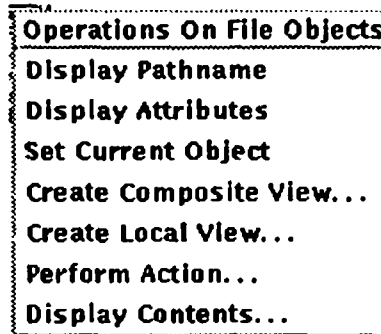 Operations On File Objects
Display Pathname
Display Attributes
Set Current Object
Create Composite View...
Create Local View...
Perform Action...
Display Contents...